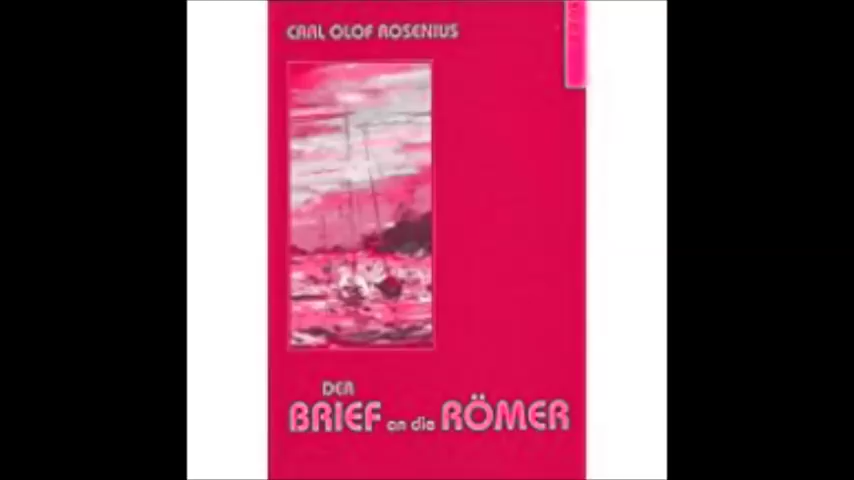 CARL OLOF ROSENIUS
DER
BRIEF an die RÖMER